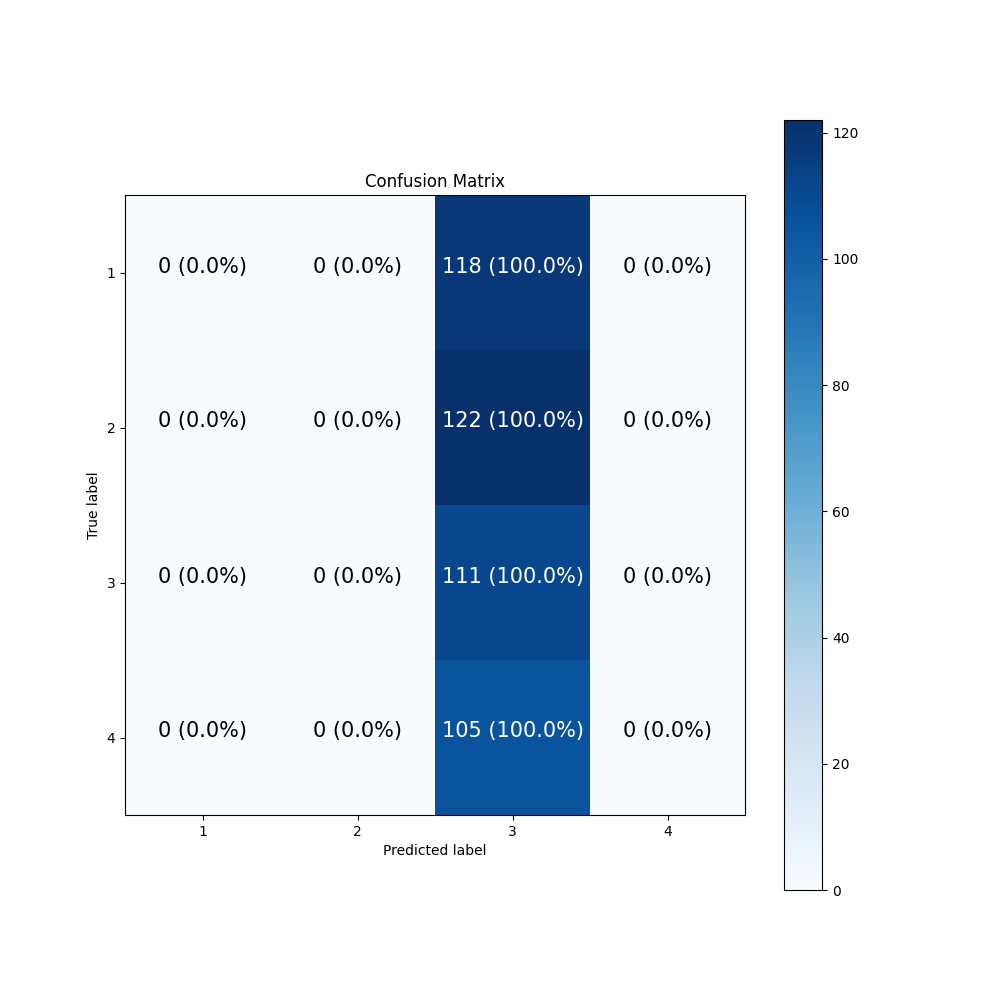 Confusion Matrix
1 0 (0.0%) 0 (0.0%) 118 (100.0%) 0 (0.0%)
2 0 (0.0%) 0 (0.0%) 122 (100.0%) 0 (0.0%)
3 0 (0.0%) 0 (0.0%) 111 (100.0%) 0 (0.0%)
4 0 (0.0%) 0 (0.0%) 105 (100.0%) 0 (0.0%)
True label
1 2 3 4
Predicted label
120
100
80
60
40
20
0